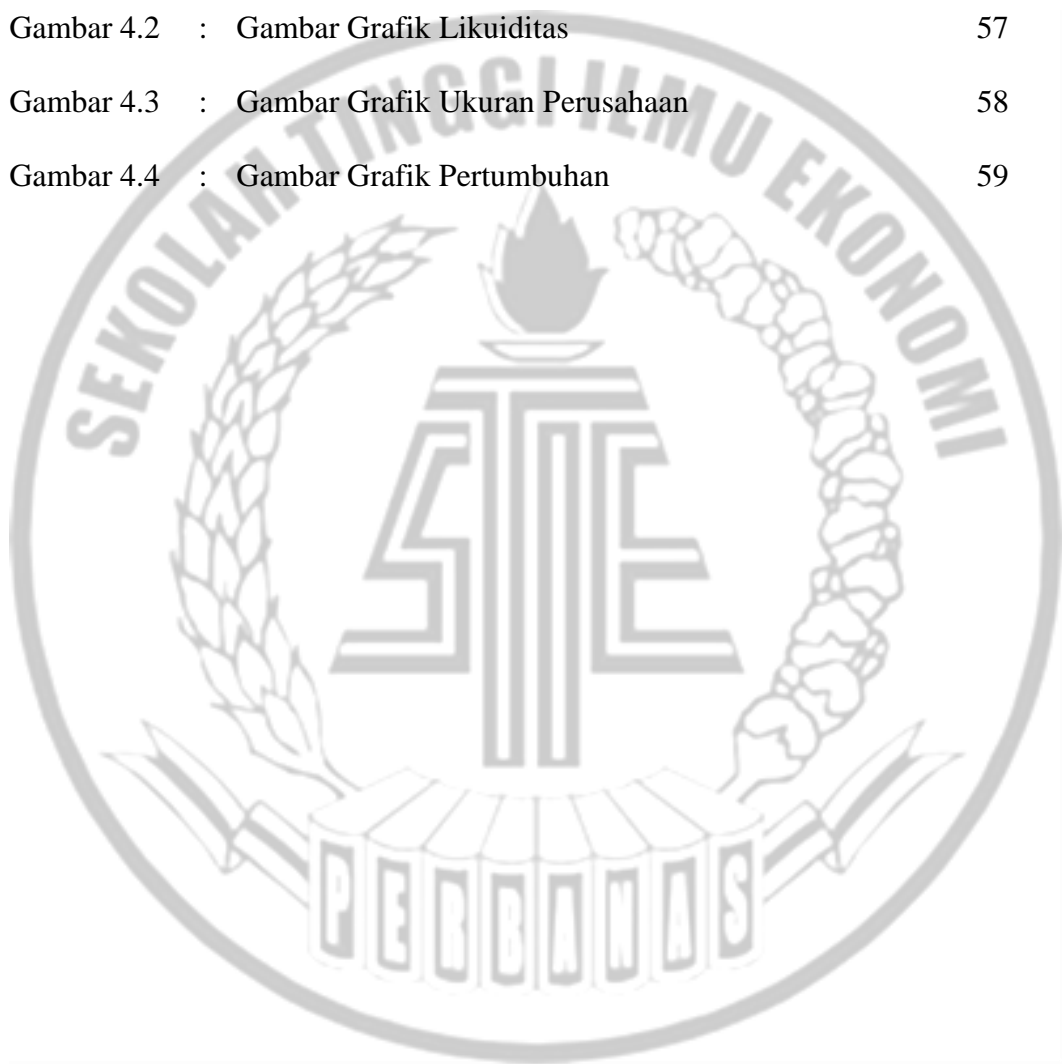 Gambar 4.2 : Gambar Grafik Likuiditas 57
Gambar 4.3 : Gambar Grafik Ukuran Perusahaan 58
Gambar 4.4 : Gambar Grafik Pertumbuhan 59
SEKOLAH TINGGI ILMU EKONOMI
STIE
PERBANAS